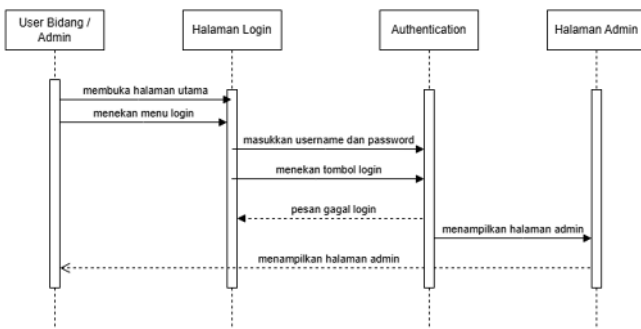 User Bidang /
Admin
Halaman Login
Authentication
Halaman Admin
membuka halaman utama
menekan menu login
masukkan username dan password
menekan tombol login
pesan gagal login
menampilkan halaman admin
menampilkan halaman admin